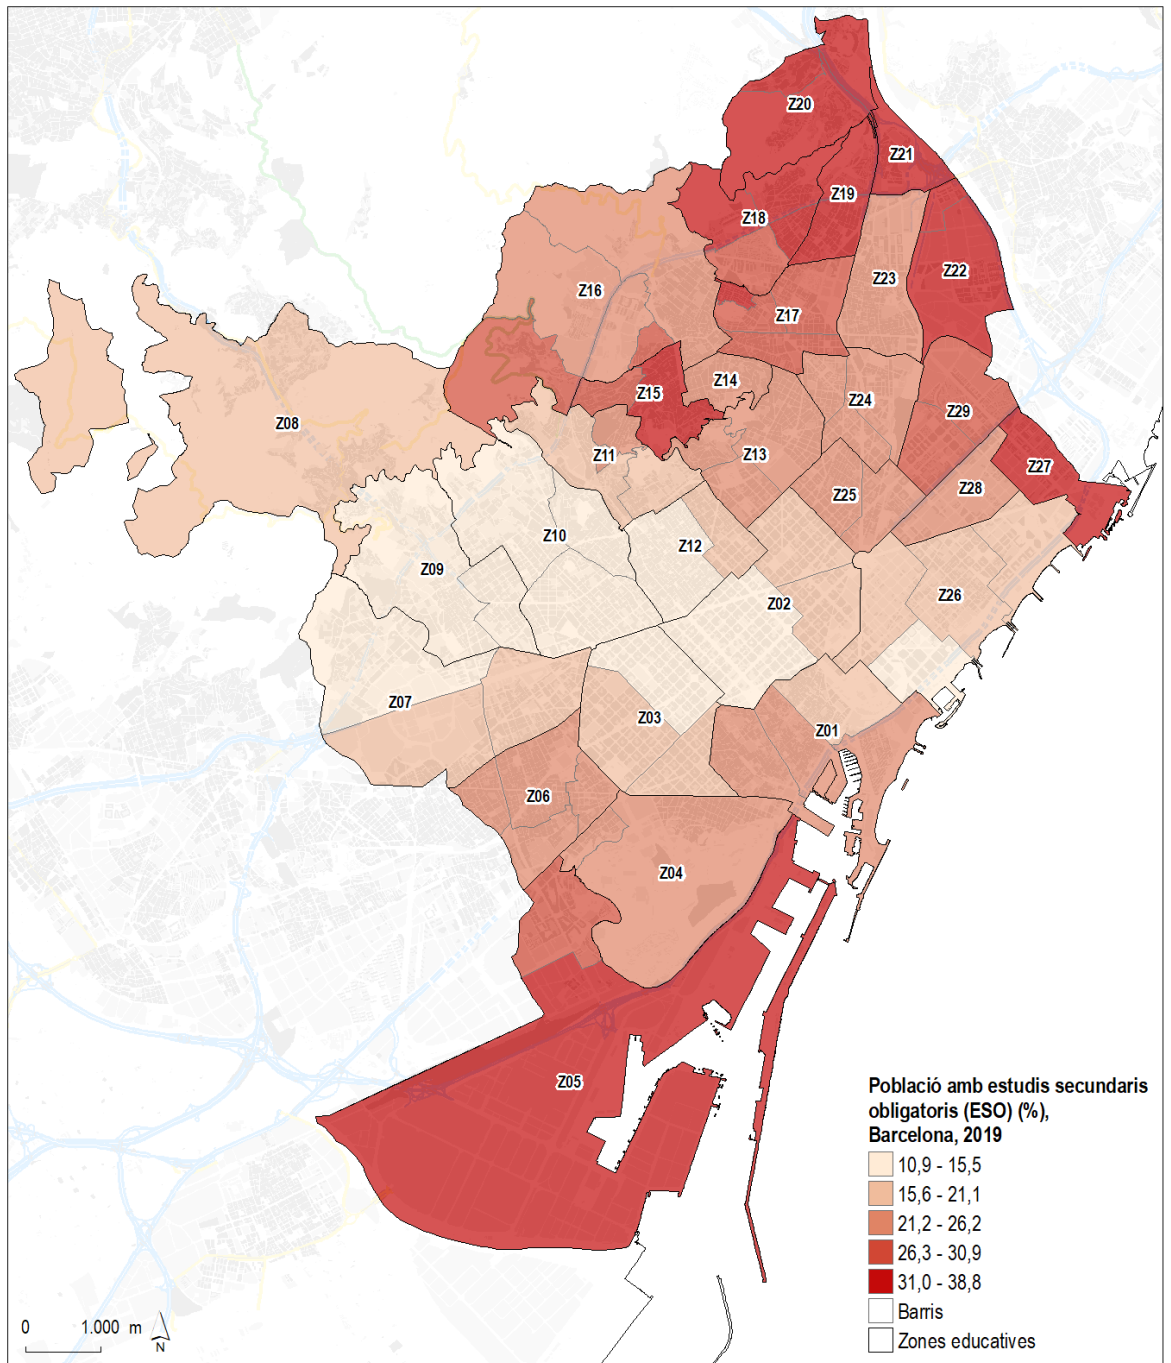 Z20
Z21
Z19
Z18
Z22
Z23
Z16
Z17
Z14
Z15
Z24
Z29
Z08
Z11
Z13
Z27
Z28
Z25
Z10
Z12
Z09
Z26
Z02
Z07
Z03
Z01
Z06
Z04
Z05
Població amb estudis secundaris
obligatoris (ESO) (%),
Barcelona, 2019
10,9 - 15,5
15,6 - 21,1
21,2 - 26,2
26,3 - 30,9
31,0 - 38,8
Barris
Zones educatives
0 1.000 m
N